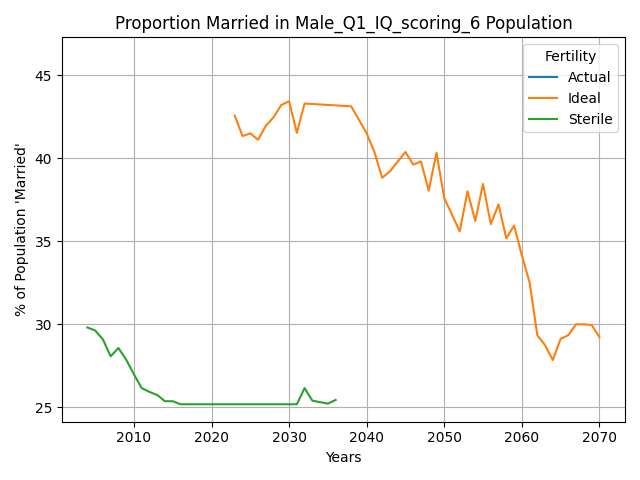 Proportion Married in Male_Q1_IQ_scoring_6 Population
Fertility
Actual
Ideal
Sterile
% of Population 'Married'
45
40
35
30
25
2010 2020 2030 2040 2050 2060 2070
Years